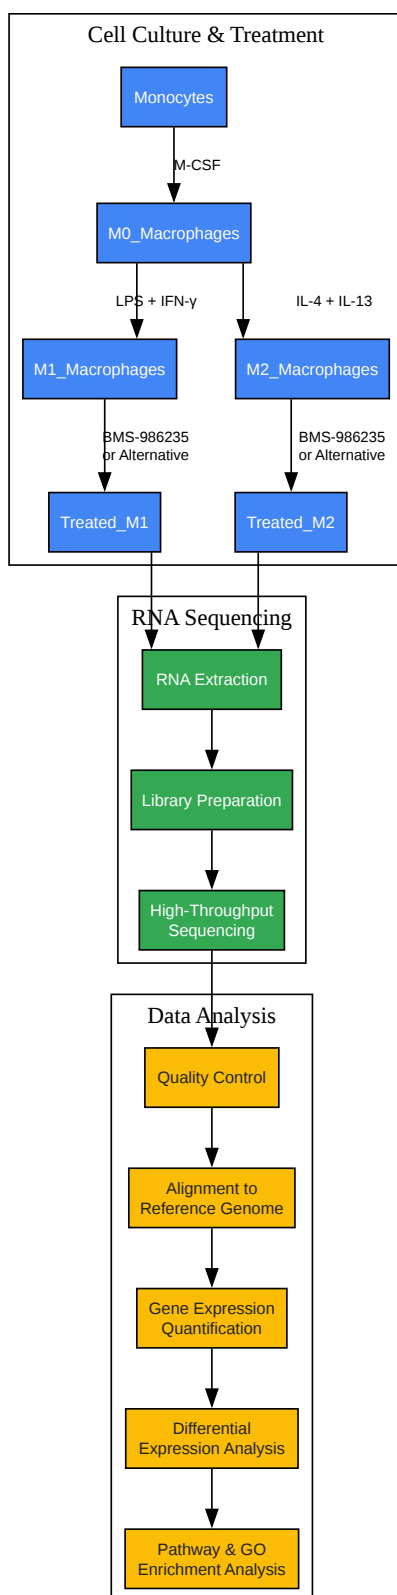 Cell Culture & Treatment
Monocytes
M-CSF
M0_Macrophages
LPS + IFN-γ
IL-4 + IL-13
M1_Macrophages
M2_Macrophages
BMS-986235
or Alternative
BMS-986235
or Alternative
Treated_M1
Treated_M2
RNA Sequencing
RNA Extraction
Library Preparation
High-Throughput
Sequencing
Data Analysis
Quality Control
Alignment to
Reference Genome
Gene Expression
Quantification
Differential
Expression Analysis
Pathway & GO
Enrichment Analysis